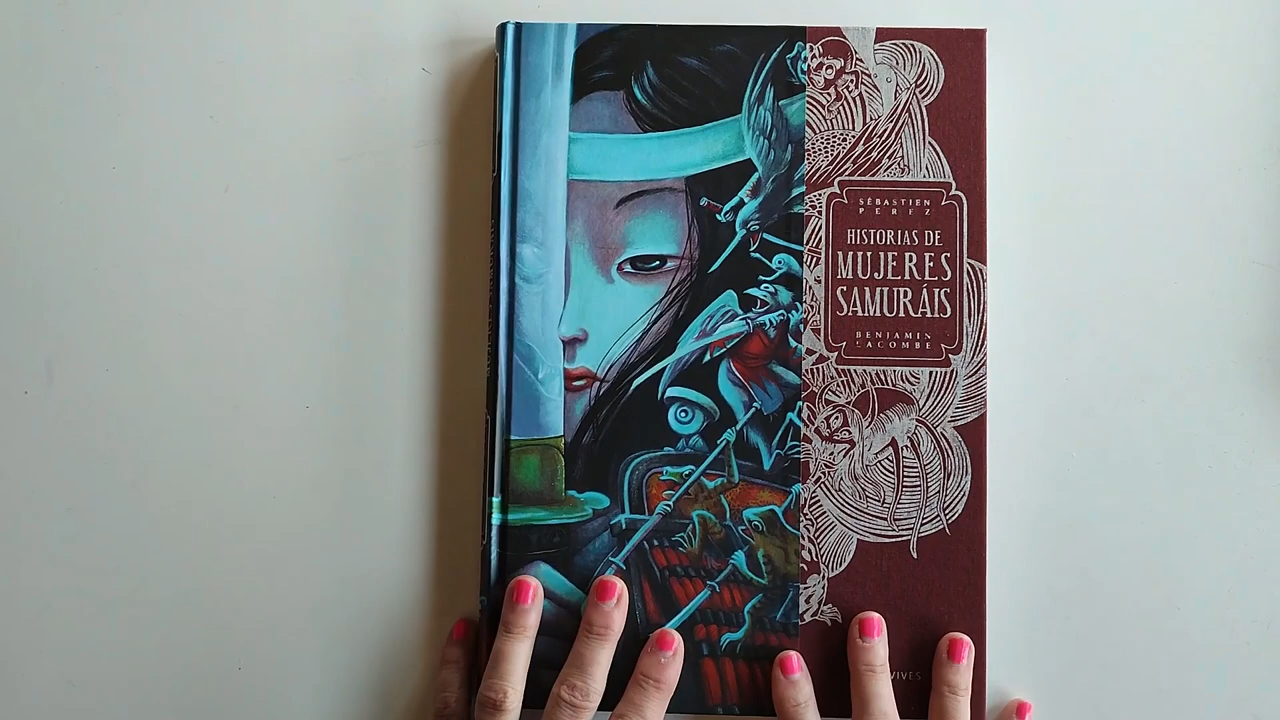 SÉBASTIEN
PEREZ
HISTORIAS DE
MUJERES
SAMURÁIS
BENJAMIN
LACOMBE